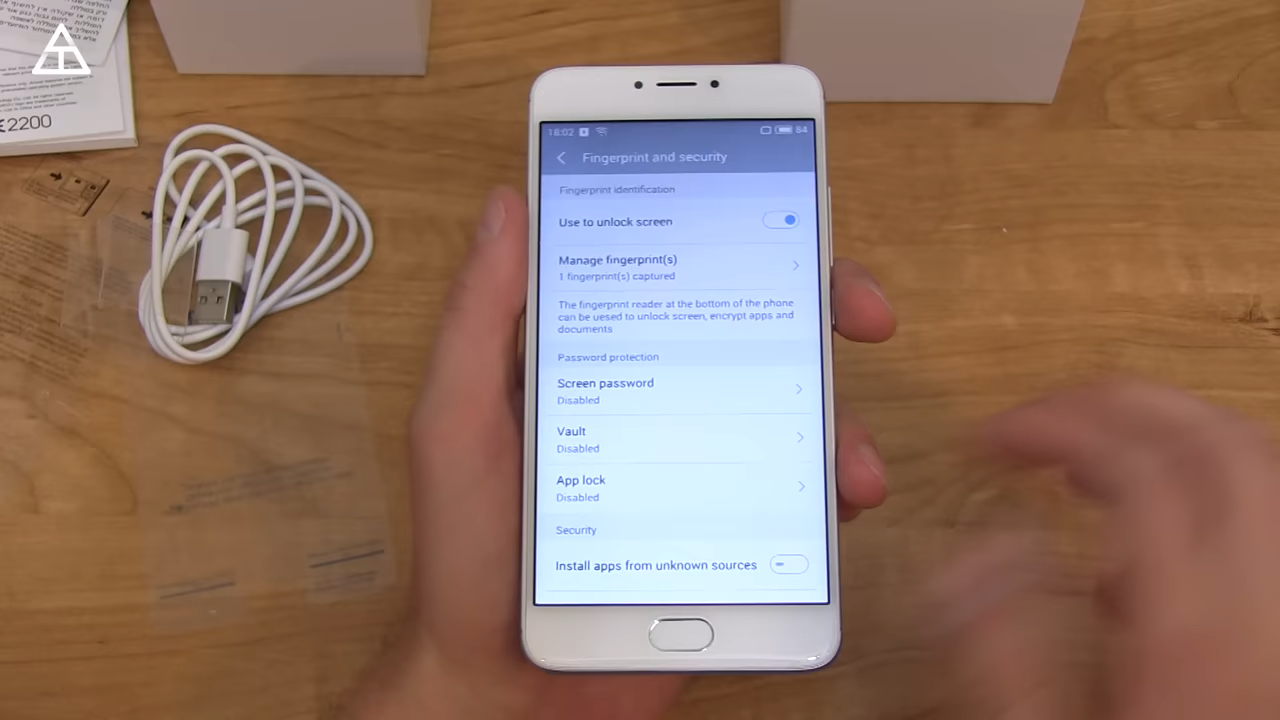 2200
18:02
84
Fingerprint and security
Fingerprint identification
Use to unlock screen
Manage fingerprint(s)
1 fingerprint(s) captured
The fingerprint reader at the bottom of the phone
can be uesed to unlock screen, encrypt apps and
documents
Password protection
Screen password
Disabled
Vault
Disabled
App lock
Disabled
Security
Install apps from unknown sources